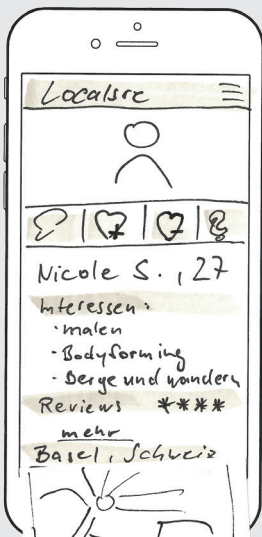 Localsrc
Nicole S., 27
Interessen:
· malen
· Bodyforming
· Berge und wandern
Reviews ****
mehr
Basel, Schweiz